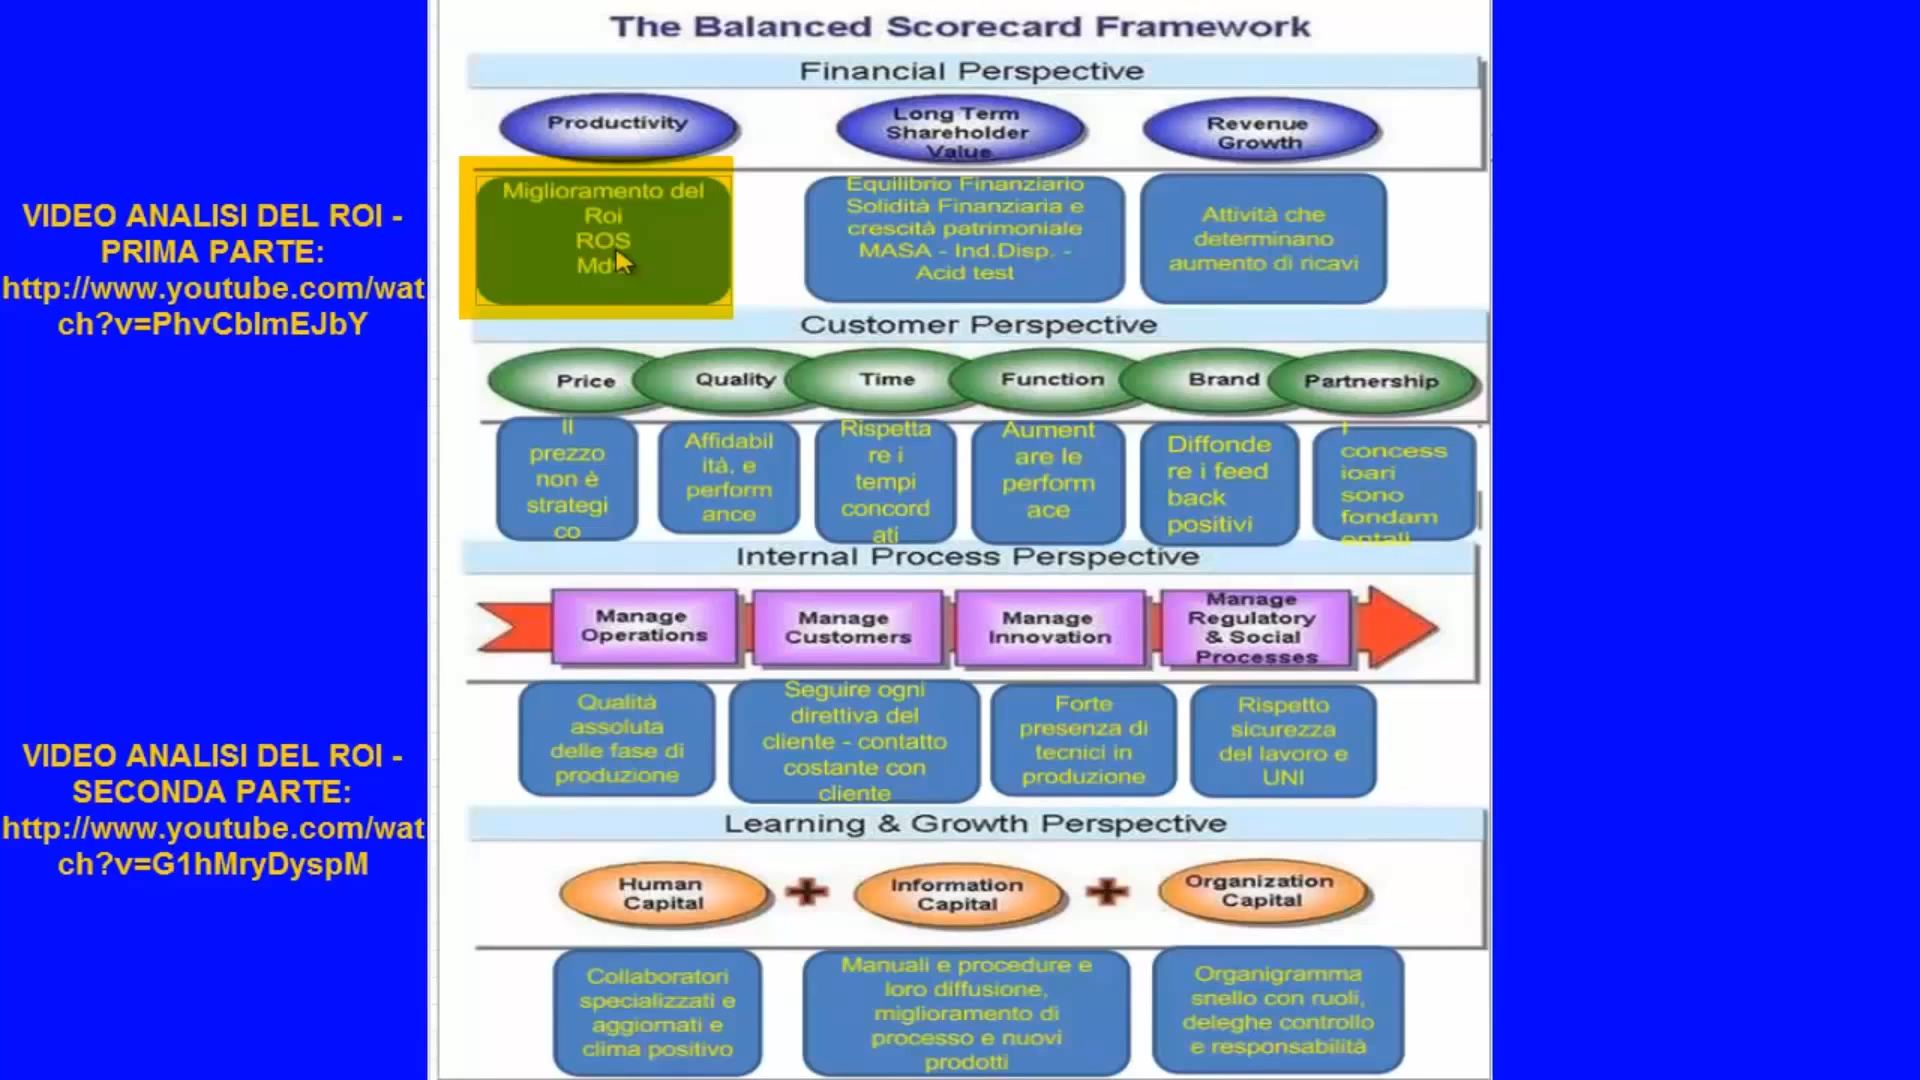 The Balanced Scorecard Framework
Financial Perspective
Productivity
Long Term
Shareholder
Value
Revenue
Growth
Miglioramento del
Roi
ROS
Equilibrio Finanziario
Solidità Finanziaria e
crescità patrimoniale
MASA - Ind.Disp. -
Acid test
Attività che
determinano
aumento di ricavi
Customer Perspective
Price
Quality
Time
Function
Brand
Partnership
Il
prezzo
non è
strategi
co
Affidabil
ità, e
perform
ance
Rispetta
re i
tempi
concord
ati
Aument
are le
perform
ace
Diffonde
re i feed
back
positivi
I
concess
ioari
sono
fondam
entali
Internal Process Perspective
Manage
Operations
Manage
Customers
Manage
Innovation
Manage
Regulatory
& Social
Processes
Qualità
assoluta
delle fase di
produzione
Seguire ogni
direttiva del
cliente - contatto
costante con
cliente
Forte
presenza di
tecnici in
produzione
Rispetto
sicurezza
del lavoro e
UNI
Learning & Growth Perspective
Human
Capital
+
Information
Capital
+
Organization
Capital
Collaboratori
specializzati e
aggiornati e
clima positivo
Manuali e procedure e
loro diffusione,
miglioramento di
processo e nuovi
prodotti
Organigramma
snello con ruoli,
deleghe controllo
e responsabilità
VIDEO ANALISI DEL ROI -
PRIMA PARTE:
http://www.youtube.com/wat
ch?v=PhvCblmEJbY
VIDEO ANALISI DEL ROI -
SECONDA PARTE:
http://www.youtube.com/wat
ch?v=G1hMryDyspM